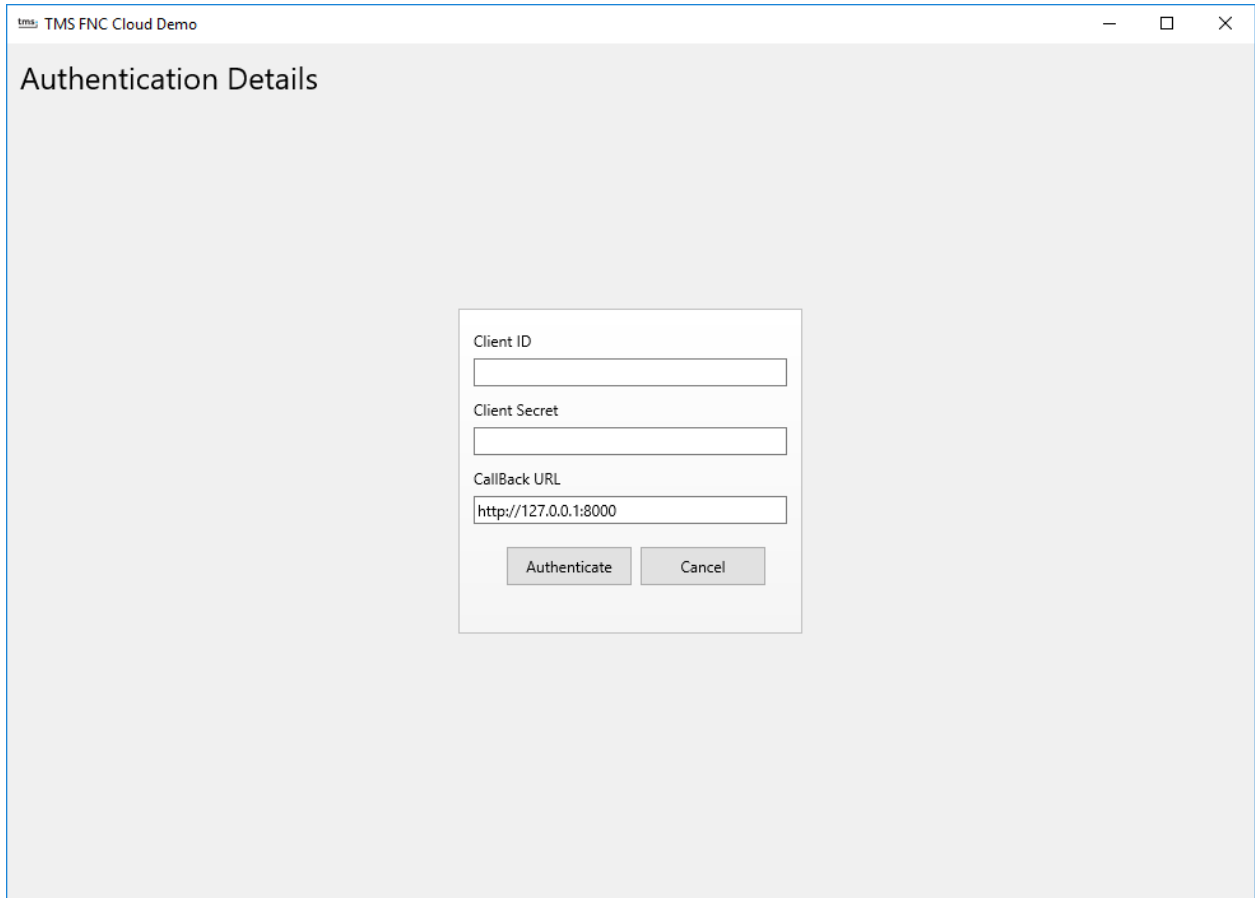 tms TMS FNC Cloud Demo
Authentication Details
Client ID
Client Secret
CallBack URL
http://127.0.0.1:8000
Authenticate Cancel